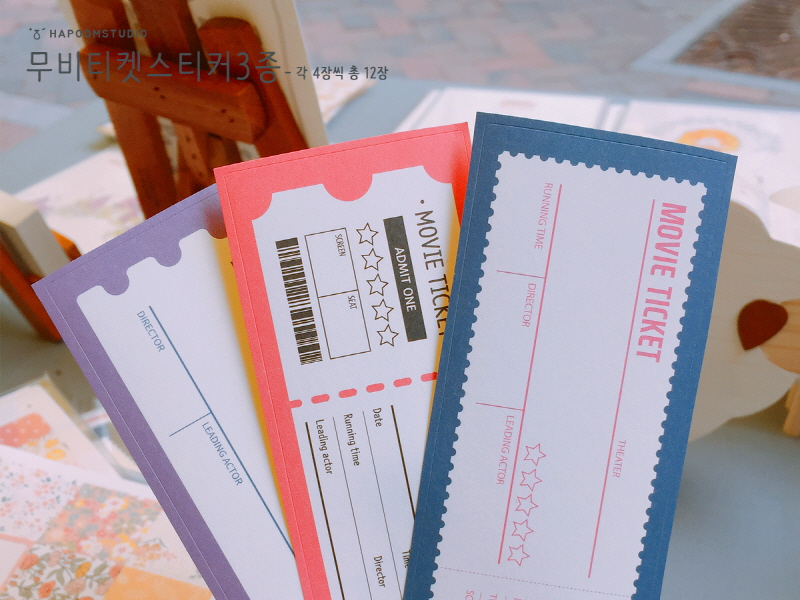 HAPOOMSTUDIO
무비티켓스티커3종 - 각 4장씩 총 12장
DIRECTOR
LEADING ACTOR
MOVIE TICKET
ADMIT ONE
SCREEN
SEAT
Date
Running time
Leading actor
Time
Director
MOVIE TICKET
THEATER
RUNNING TIME
DIRECTOR
LEADING ACTOR